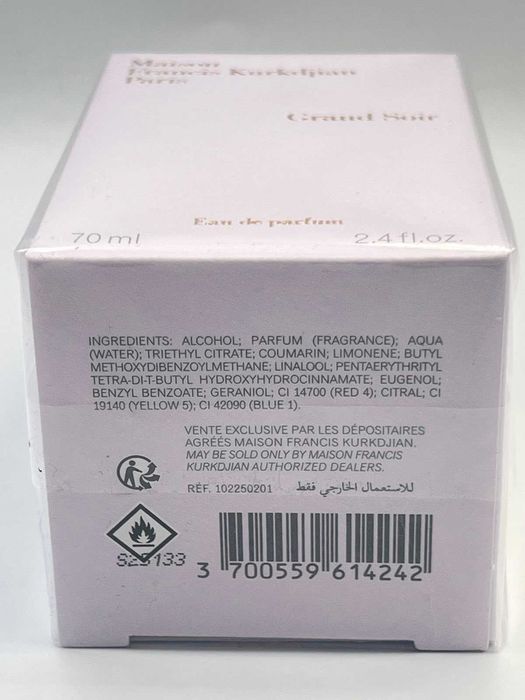 Maison
Francis Kurkdjian
Paris
Grand Soir
Eau de parfum
70 ml 2.4 fl.oz.
INGREDIENTS: ALCOHOL; PARFUM (FRAGRANCE); AQUA
(WATER); TRIETHYL CITRATE; COUMARIN; LIMONENE; BUTYL
METHOXYDIBENZOYLMETHANE; LINALOOL; PENTAERYTHRITYL
TETRA-DI-T-BUTYL HYDROXYHYDROCINNAMATE; EUGENOL;
BENZYL BENZOATE; GERANIOL; CI 14700 (RED 4); CITRAL; CI
19140 (YELLOW 5); CI 42090 (BLUE 1).
VENTE EXCLUSIVE PAR LES DÉPOSITAIRES
AGRÉÉS MAISON FRANCIS KURKDJIAN.
MAY BE SOLD ONLY BY MAISON FRANCIS
KURKDJIAN AUTHORIZED DEALERS.
RÉF. 102250201 للاستعمال الخارجي فقط
3 700559 614242